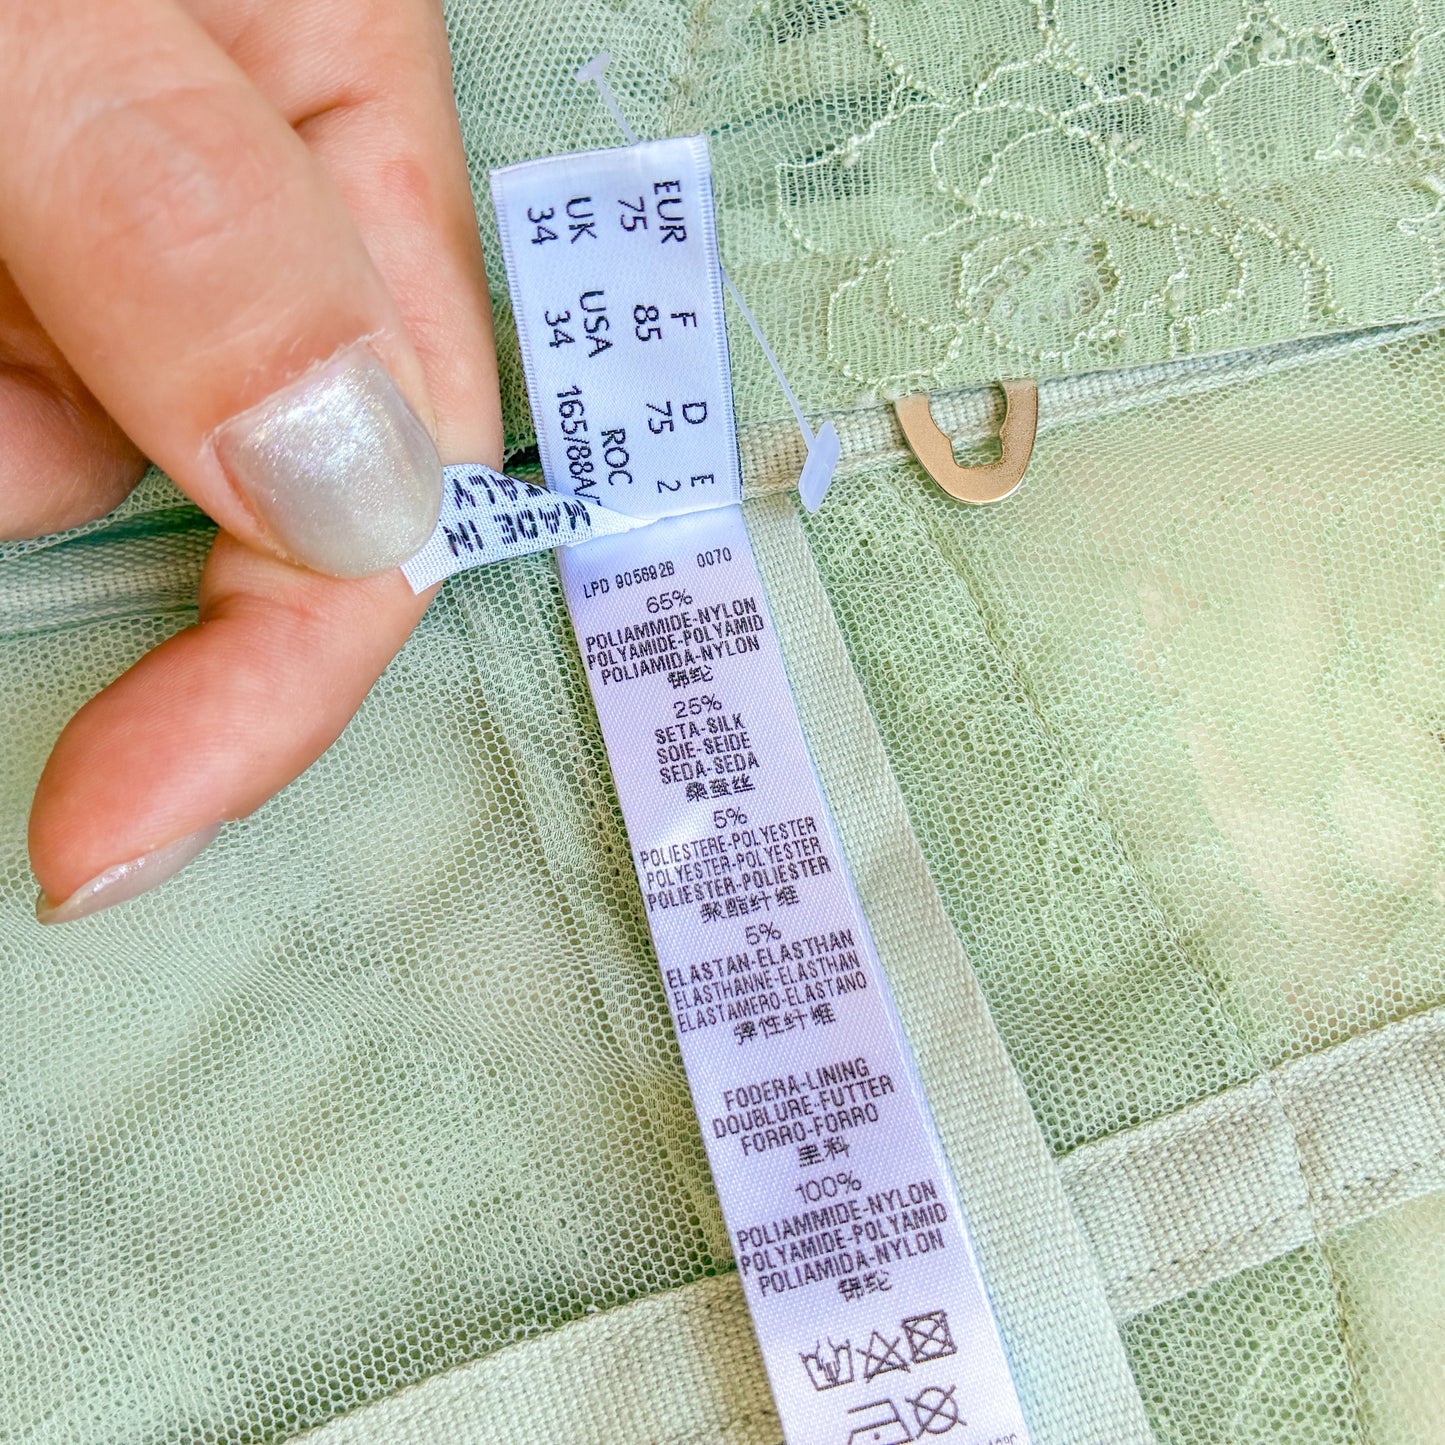 EUR F D E
75 85 75 2
UK USA ROC
34 34 165/88A/
MADE IN
LPD 905692B 0070
65%
POLIAMMIDE-NYLON
POLYAMIDE-POLYAMID
POLIAMIDA-NYLON
锦纶
25%
SETA-SILK
SOIE-SEIDE
SEDA-SEDA
桑蚕丝
5%
POLIESTERE-POLYESTER
POLYESTER-POLYESTER
POLIESTER-POLIESTER
聚酯纤维
5%
ELASTAN-ELASTHAN
ELASTHANNE-ELASTHAN
ELASTAMERO-ELASTANO
弹性纤维
FODERA-LINING
DOUBLURE-FUTTER
FORRO-FORRO
里料
100%
POLIAMMIDE-NYLON
POLYAMIDE-POLYAMID
POLIAMIDA-NYLON
锦纶